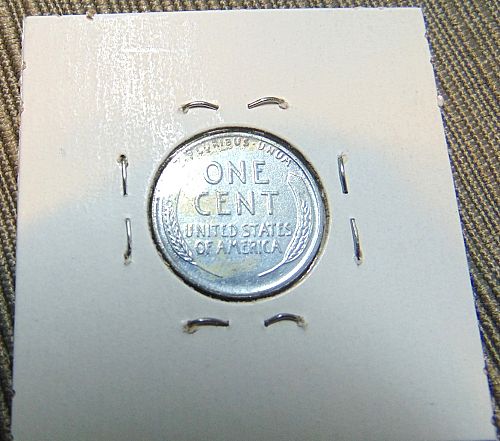 PLURIBUS · UNUM
ONE
CENT
UNITED STATES
OF AMERICA